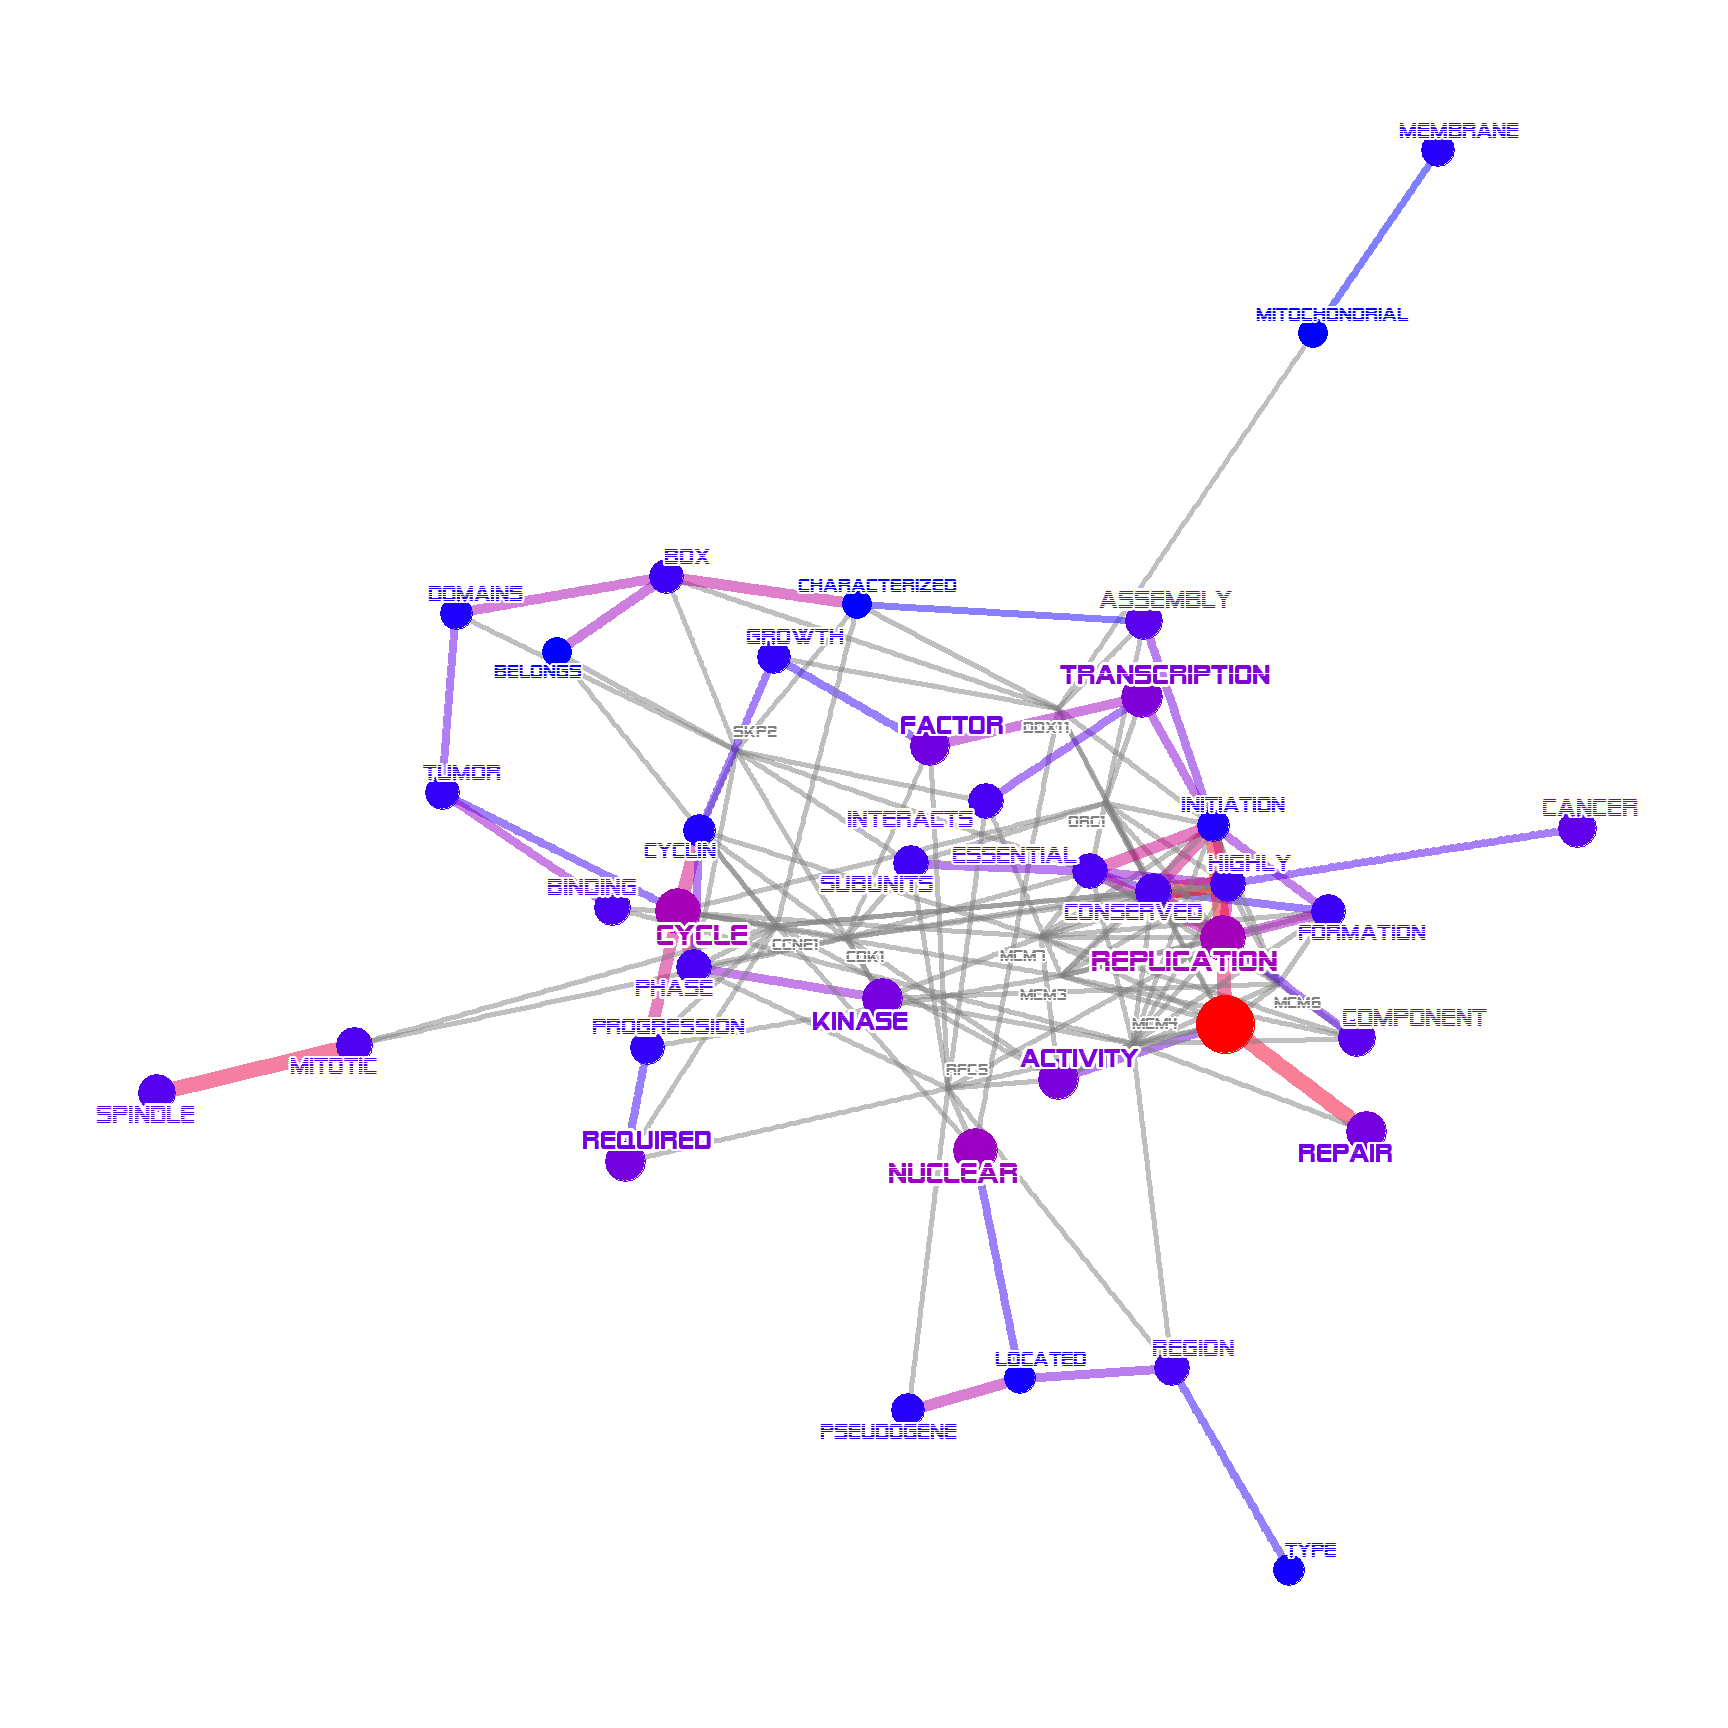 MEMBRANE
MITOCHONDRIAL
BOX
DOMAINS
CHARACTERIZED
ASSEMBLY
GROWTH
BELONGS
TRANSCRIPTION
FACTOR
DDX11
SKP2
TUMOR
INITIATION
CANCER
INTERACTS
ORC1
CYCLIN
ESSENTIAL
HIGHLY
SUBUNITS
BINDING
CONSERVED
CYCLE
FORMATION
CCNE1
CDK1
MCM7
REPLICATION
PHASE
MCM3
MCM6
KINASE
MCM4
COMPONENT
PROGRESSION
ACTIVITY
MITOTIC
RFC5
SPINDLE
REQUIRED
REPAIR
NUCLEAR
REGION
LOCATED
PSEUDOGENE
TYPE